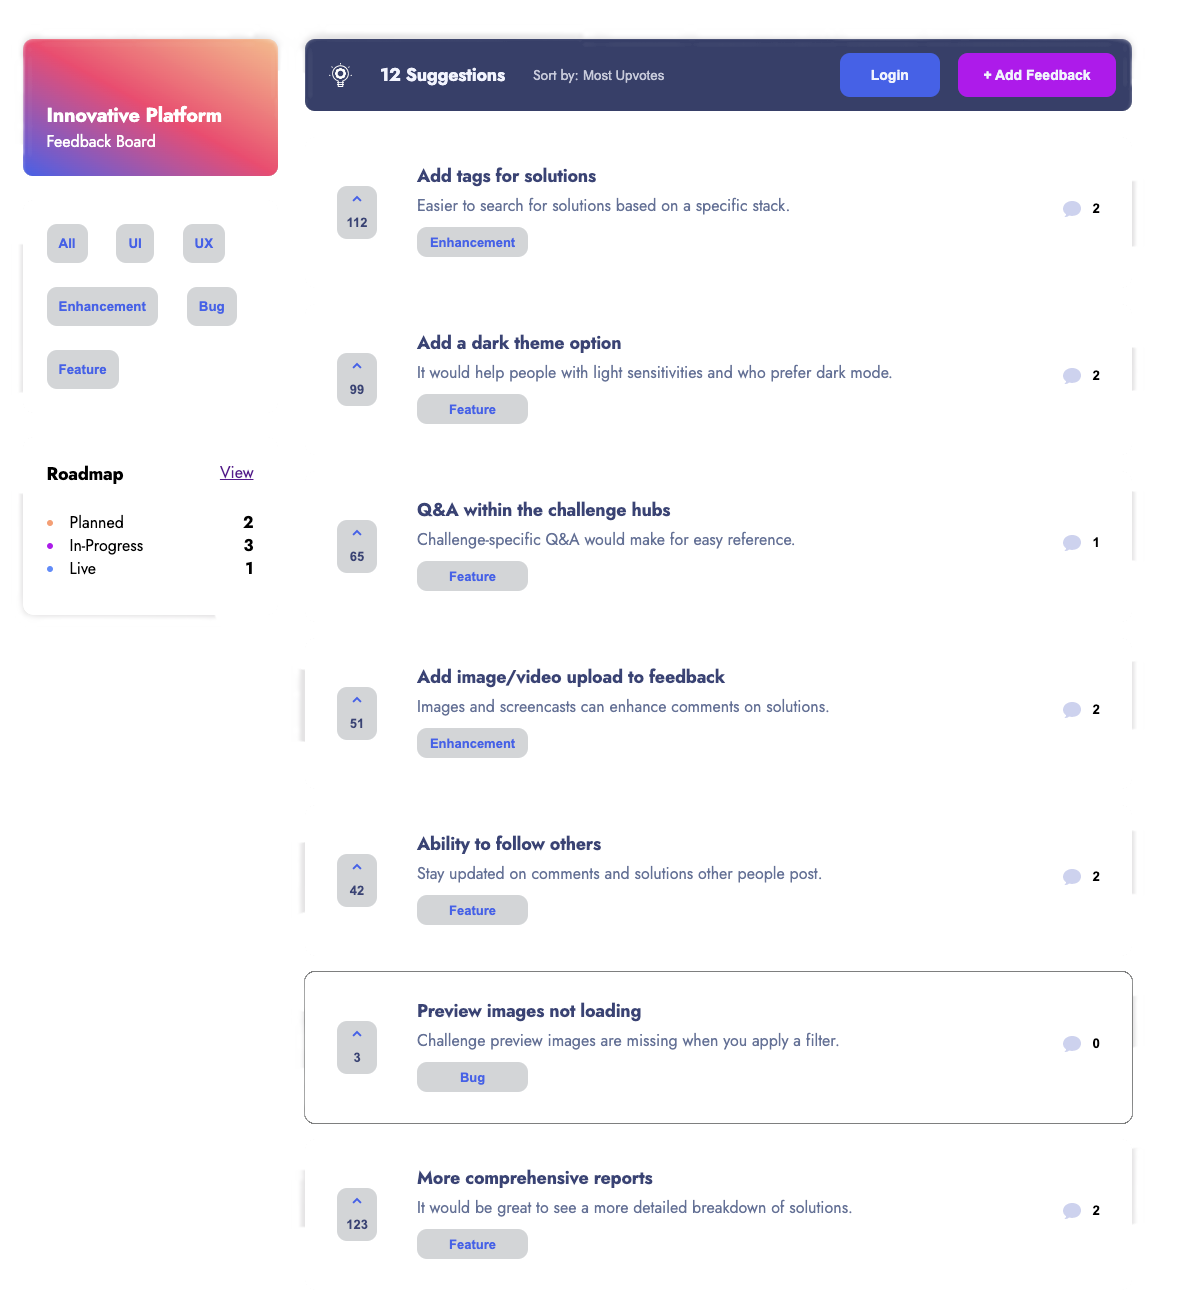 Innovative Platform
Feedback Board
All
UI
UX
Enhancement
Bug
Feature
Roadmap
View
Planned 2
In-Progress 3
Live 1
12 Suggestions
Sort by: Most Upvotes
Login
+ Add Feedback
112
Add tags for solutions
Easier to search for solutions based on a specific stack.
Enhancement
2
99
Add a dark theme option
It would help people with light sensitivities and who prefer dark mode.
Feature
2
65
Q&A within the challenge hubs
Challenge-specific Q&A would make for easy reference.
Feature
1
51
Add image/video upload to feedback
Images and screencasts can enhance comments on solutions.
Enhancement
2
42
Ability to follow others
Stay updated on comments and solutions other people post.
Feature
2
3
Preview images not loading
Challenge preview images are missing when you apply a filter.
Bug
0
123
More comprehensive reports
It would be great to see a more detailed breakdown of solutions.
Feature
2